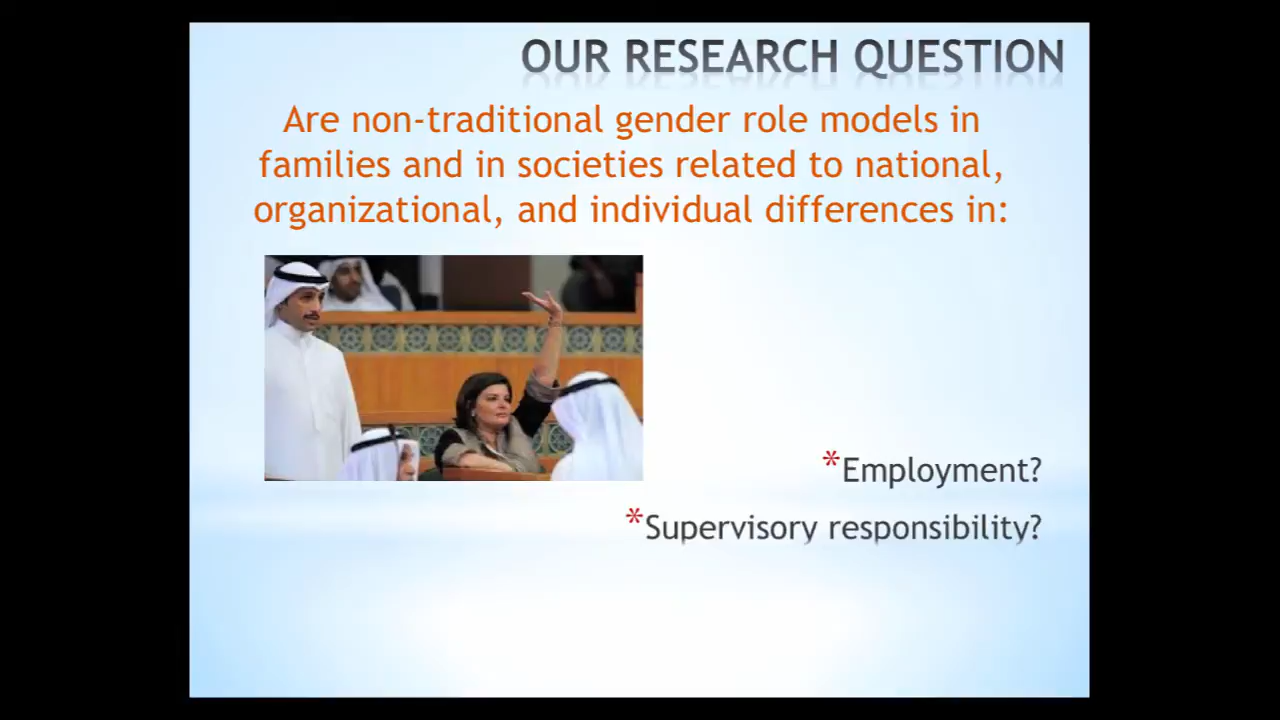 OUR RESEARCH QUESTION
Are non-traditional gender role models in
families and in societies related to national,
organizational, and individual differences in:
*Employment?
*Supervisory responsibility?